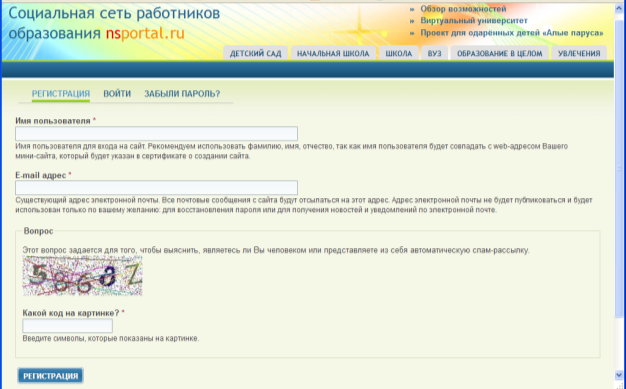 Социальная сеть работников
образования nsportal.ru
» Обзор возможностей
» Виртуальный университет
» Проект для одаренных детей «Алые паруса»
ДЕТСКИЙ САД НАЧАЛЬНАЯ ШКОЛА ШКОЛА ВУЗ ОБРАЗОВАНИЕ В ЦЕЛОМ УВЛЕЧЕНИЯ
РЕГИСТРАЦИЯ ВОЙТИ ЗАБЫЛИ ПАРОЛЬ?
Имя пользователя *
Имя пользователя для входа на сайт. Рекомендуем использовать фамилию, имя, отчество, так как имя пользователя будет совпадать с web-адресом Вашего
мини-сайта, который будет указан в сертификате о создании сайта.
E-mail адрес *
Существующий адрес электронной почты. Все почтовые сообщения с сайта будут отсылаться на этот адрес. Адрес электронной почты не будет публиковаться и будет
использован только по вашему желанию: для восстановления пароля или для получения новостей и уведомлений по электронной почте.
Вопрос
Этот вопрос задается для того, чтобы выяснить, являетесь ли Вы человеком или представляете из себя автоматическую спам-рассылку.
Какой код на картинке? *
Введите символы, которые показаны на картинке.
РЕГИСТРАЦИЯ